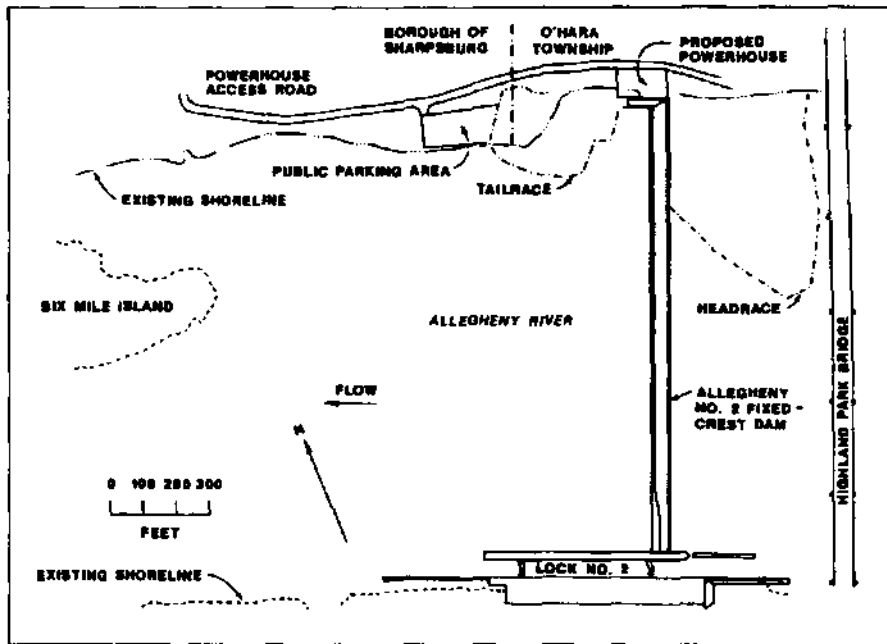 BOROUGH OF
SHARPSBURG
O'HARA
TOWNSHIP
PROPOSED
POWERHOUSE
POWERHOUSE
ACCESS ROAD
PUBLIC PARKING AREA
TAILRACE
EXISTING SHORELINE
SIX MILE ISLAND
ALLEGHENY RIVER
HEADRACE
HIGHLAND PARK BRIDGE
FLOW
ALLEGHENY
NO. 2 FIXED-
CREST DAM
N
0 100 200 300
FEET
LOCK NO. 2
EXISTING SHORELINE